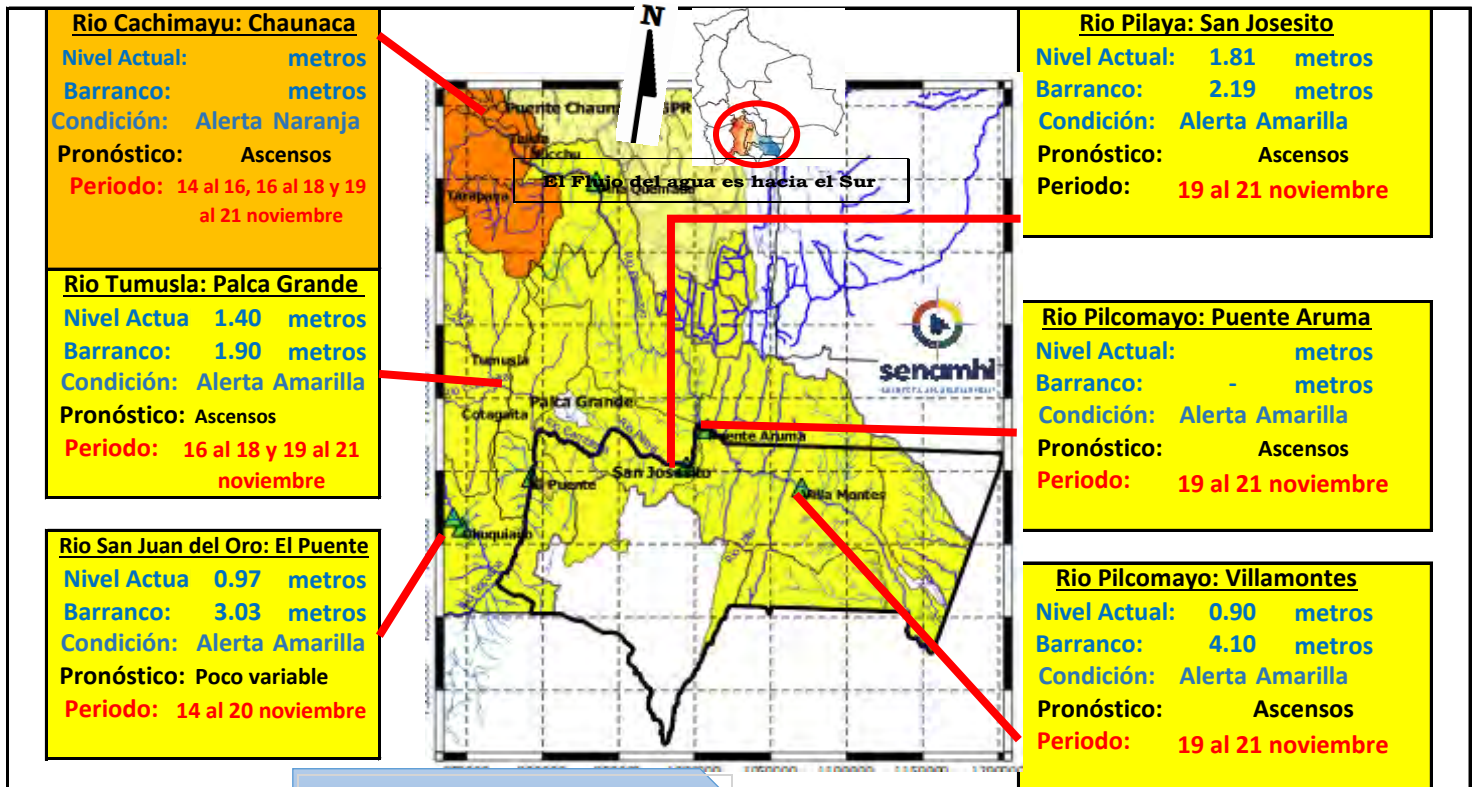 Rio Cachimayu: Chaunaca
Nivel Actual: metros
Barranco: metros
Condición: Alerta Naranja
Pronóstico: Ascensos
Periodo: 14 al 16, 16 al 18 y 19
al 21 noviembre
Rio Tumusla: Palca Grande
Nivel Actua 1.40 metros
Barranco: 1.90 metros
Condición: Alerta Amarilla
Pronóstico: Ascensos
Periodo: 16 al 18 y 19 al 21
noviembre
Rio San Juan del Oro: El Puente
Nivel Actua 0.97 metros
Barranco: 3.03 metros
Condición: Alerta Amarilla
Pronóstico: Poco variable
Periodo: 14 al 20 noviembre
N
El Flujo del agua es hacia el Sur
Puente
Tarapaya
Tumusla
Palca Grande
Cotagaita
Puente Aruma
San Josesito
Puente
Villa Montes
senamhi
Rio Pilaya: San Josesito
Nivel Actual: 1.81 metros
Barranco: 2.19 metros
Condición: Alerta Amarilla
Pronóstico: Ascensos
Periodo: 19 al 21 noviembre
Rio Pilcomayo: Puente Aruma
Nivel Actual: metros
Barranco: - metros
Condición: Alerta Amarilla
Pronóstico: Ascensos
Periodo: 19 al 21 noviembre
Rio Pilcomayo: Villamontes
Nivel Actual: 0.90 metros
Barranco: 4.10 metros
Condición: Alerta Amarilla
Pronóstico: Ascensos
Periodo: 19 al 21 noviembre